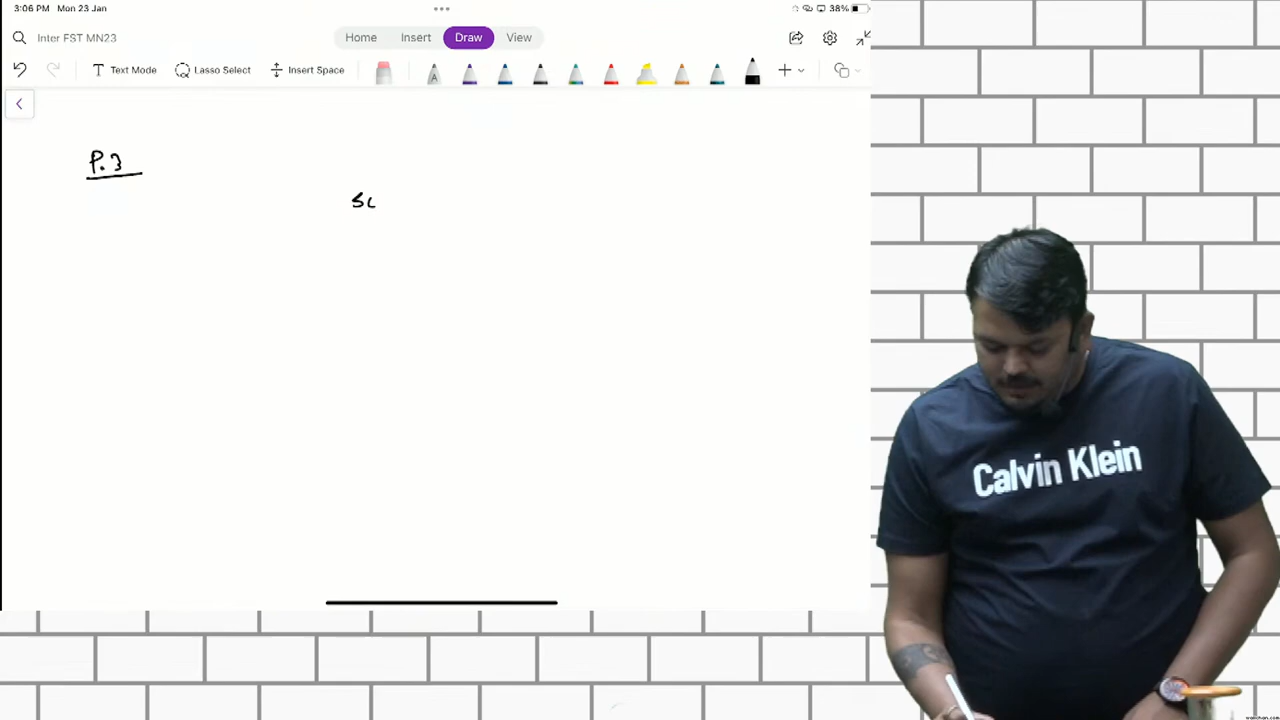 3:06 PM Mon 23 Jan
38%
Inter FST MN23
Home Insert Draw View
Text Mode Lasso Select Insert Space
A
P.3
SC
Calvin Klein